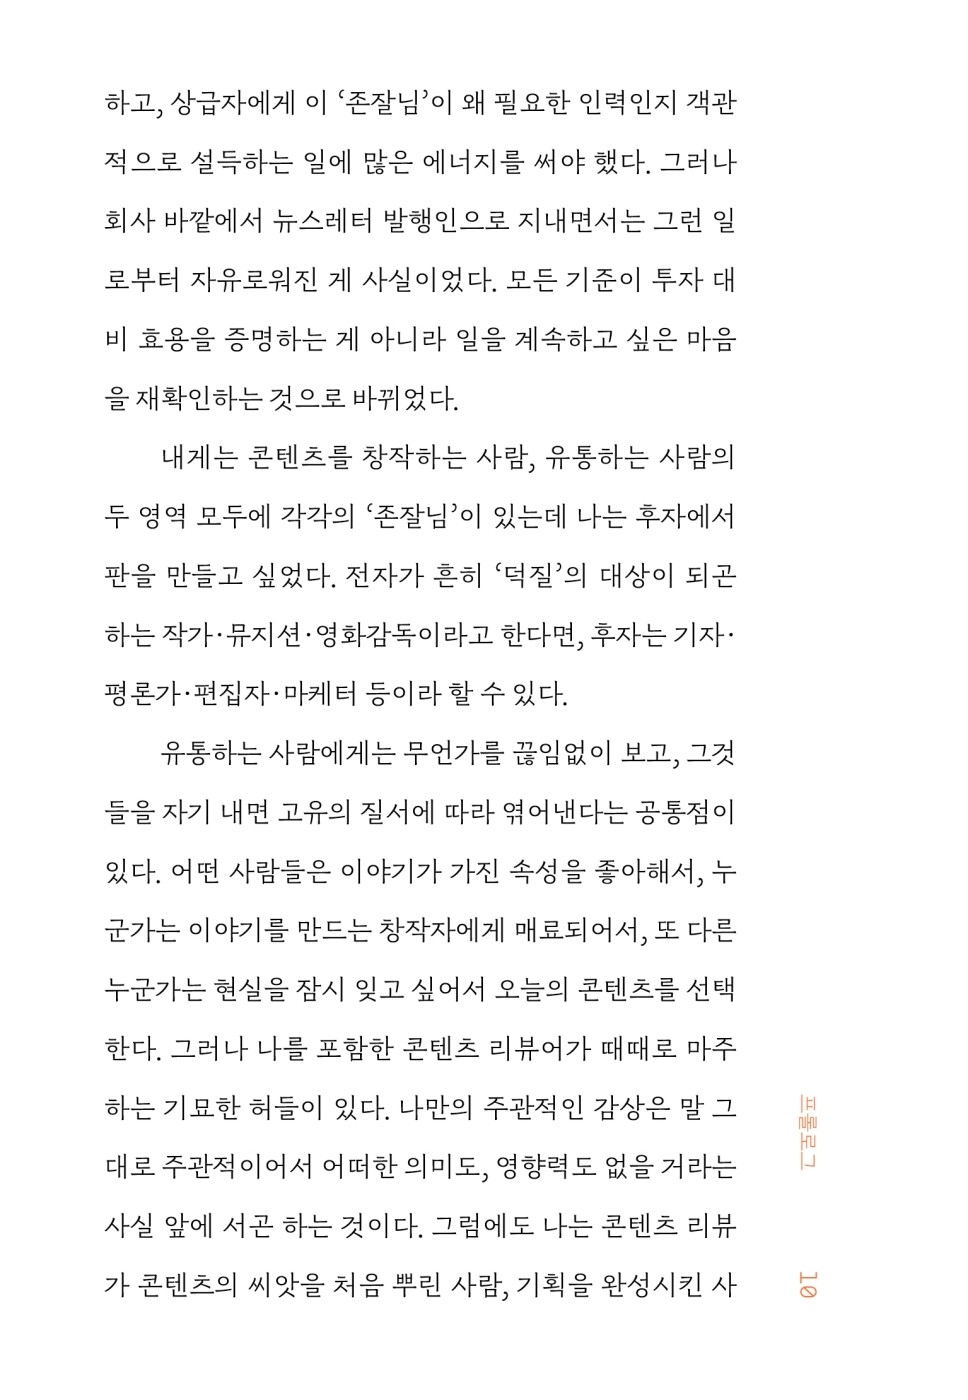 하고, 상급자에게 이 ‘존잘님’이 왜 필요한 인력인지 객관
적으로 설득하는 일에 많은 에너지를 써야 했다. 그러나
회사 바깥에서 뉴스레터 발행인으로 지내면서는 그런 일
로부터 자유로워진 게 사실이었다. 모든 기준이 투자 대
비 효용을 증명하는 게 아니라 일을 계속하고 싶은 마음
을 재확인하는 것으로 바뀌었다.
내게는 콘텐츠를 창작하는 사람, 유통하는 사람의
두 영역 모두에 각각의 ‘존잘님’이 있는데 나는 후자에서
판을 만들고 싶었다. 전자가 흔히 ‘덕질’의 대상이 되곤
하는 작가·뮤지션·영화감독이라고 한다면, 후자는 기자·
평론가·편집자·마케터 등이라 할 수 있다.
유통하는 사람에게는 무언가를 끊임없이 보고, 그것
들을 자기 내면 고유의 질서에 따라 엮어낸다는 공통점이
있다. 어떤 사람들은 이야기가 가진 속성을 좋아해서, 누
군가는 이야기를 만드는 창작자에게 매료되어서, 또 다른
누군가는 현실을 잠시 잊고 싶어서 오늘의 콘텐츠를 선택
한다. 그러나 나를 포함한 콘텐츠 리뷰어가 때때로 마주
하는 기묘한 허들이 있다. 나만의 주관적인 감상은 말 그
대로 주관적이어서 어떠한 의미도, 영향력도 없을 거라는
사실 앞에 서곤 하는 것이다. 그럼에도 나는 콘텐츠 리뷰
가 콘텐츠의 씨앗을 처음 뿌린 사람, 기획을 완성시킨 사
프롤로그
10